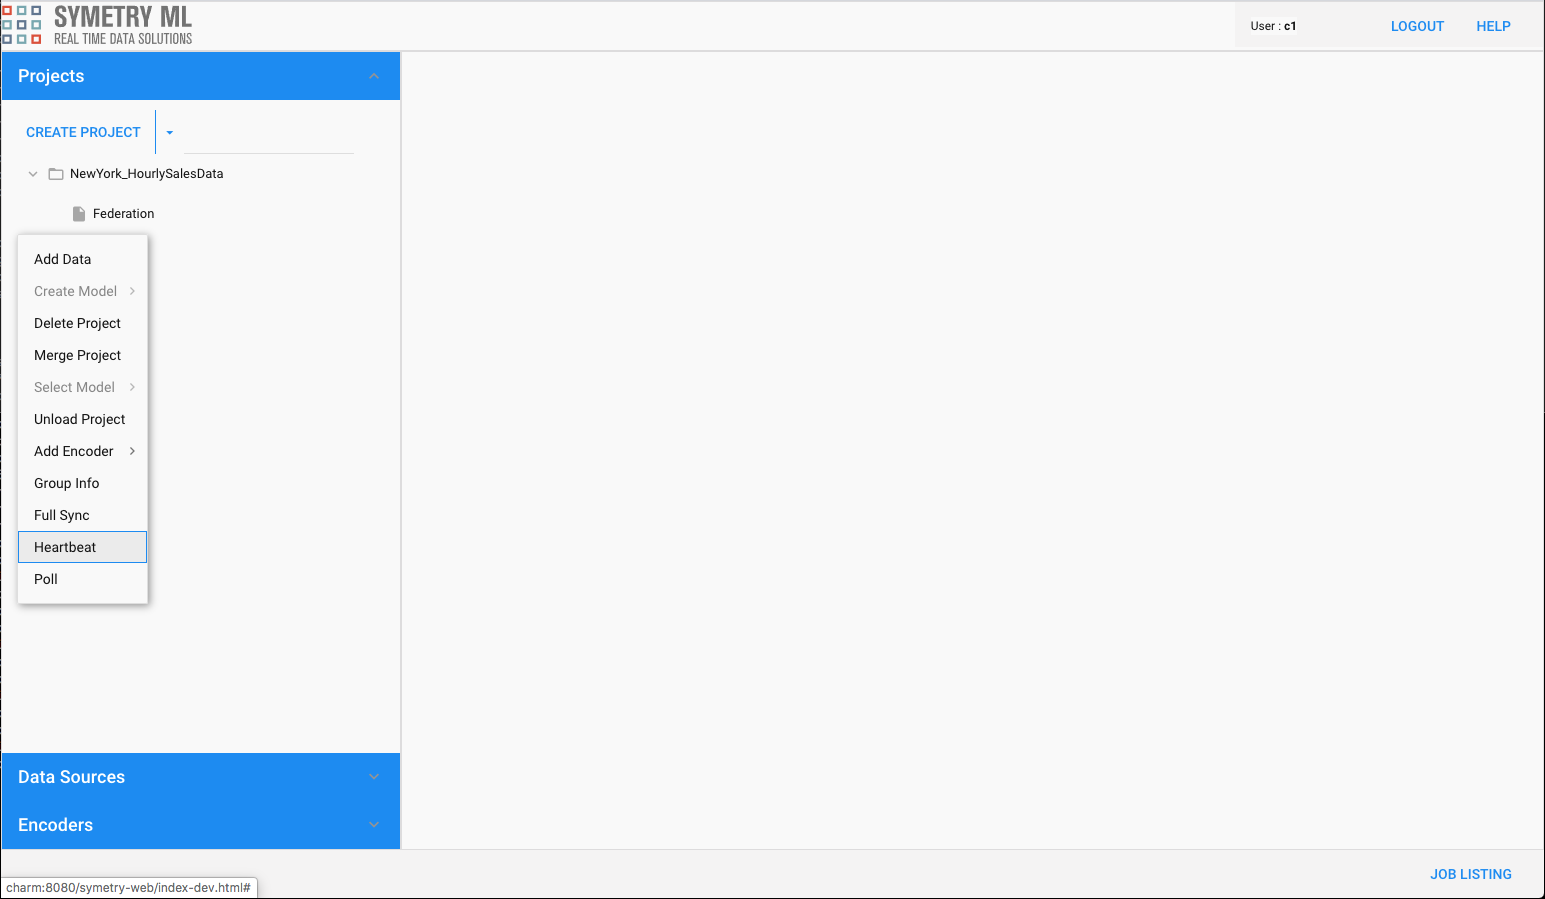 SYMETRY ML
REAL TIME DATA SOLUTIONS
User : c1
LOGOUT
HELP
Projects
CREATE PROJECT
NewYork_HourlySalesData
Federation
Add Data
Create Model
Delete Project
Merge Project
Select Model
Unload Project
Add Encoder
Group Info
Full Sync
Heartbeat
Poll
Data Sources
Encoders
charm:8080/symetry-web/index-dev.html#
JOB LISTING